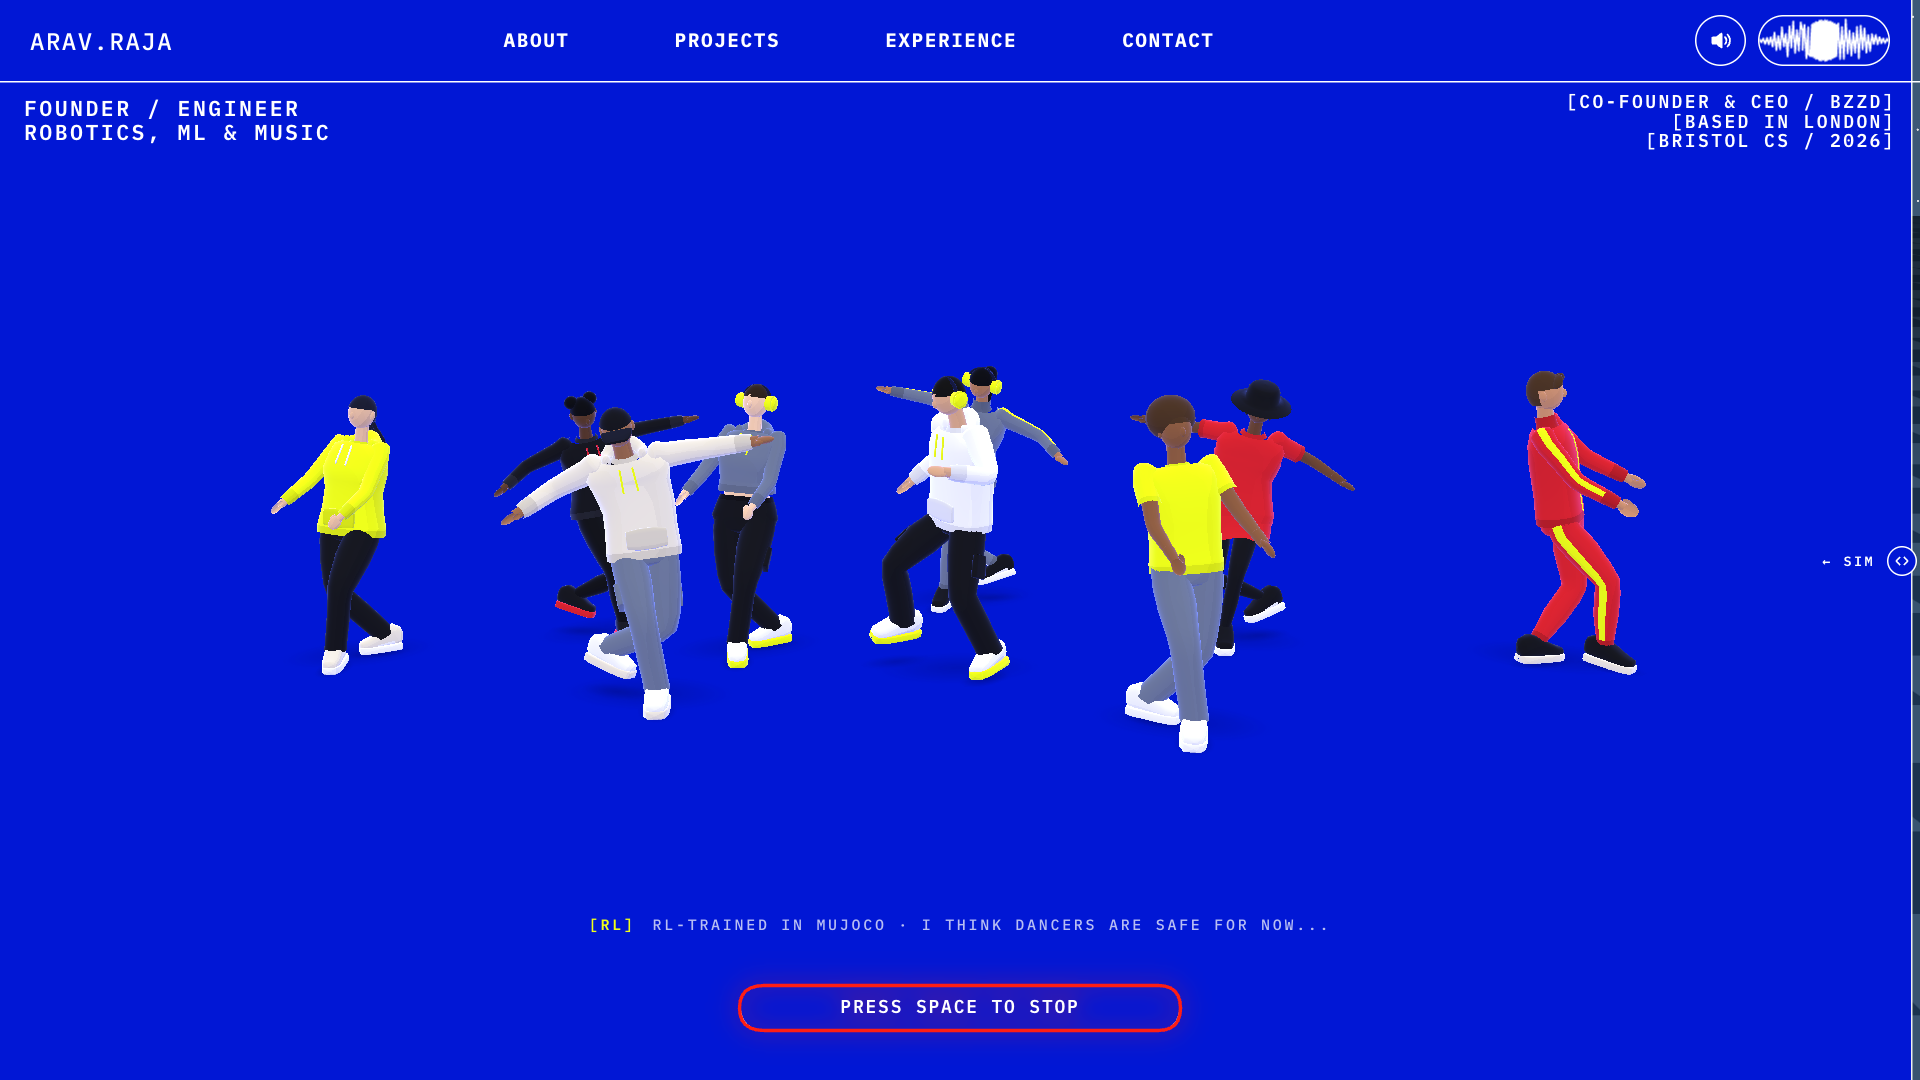 ARAV.RAJA
ABOUT
PROJECTS
EXPERIENCE
CONTACT
FOUNDER / ENGINEER
ROBOTICS, ML & MUSIC
[CO-FOUNDER & CEO / BZZD]
[BASED IN LONDON]
[BRISTOL CS / 2026]
← SIM
[RL] RL-TRAINED IN MUJOCO · I THINK DANCERS ARE SAFE FOR NOW...
PRESS SPACE TO STOP